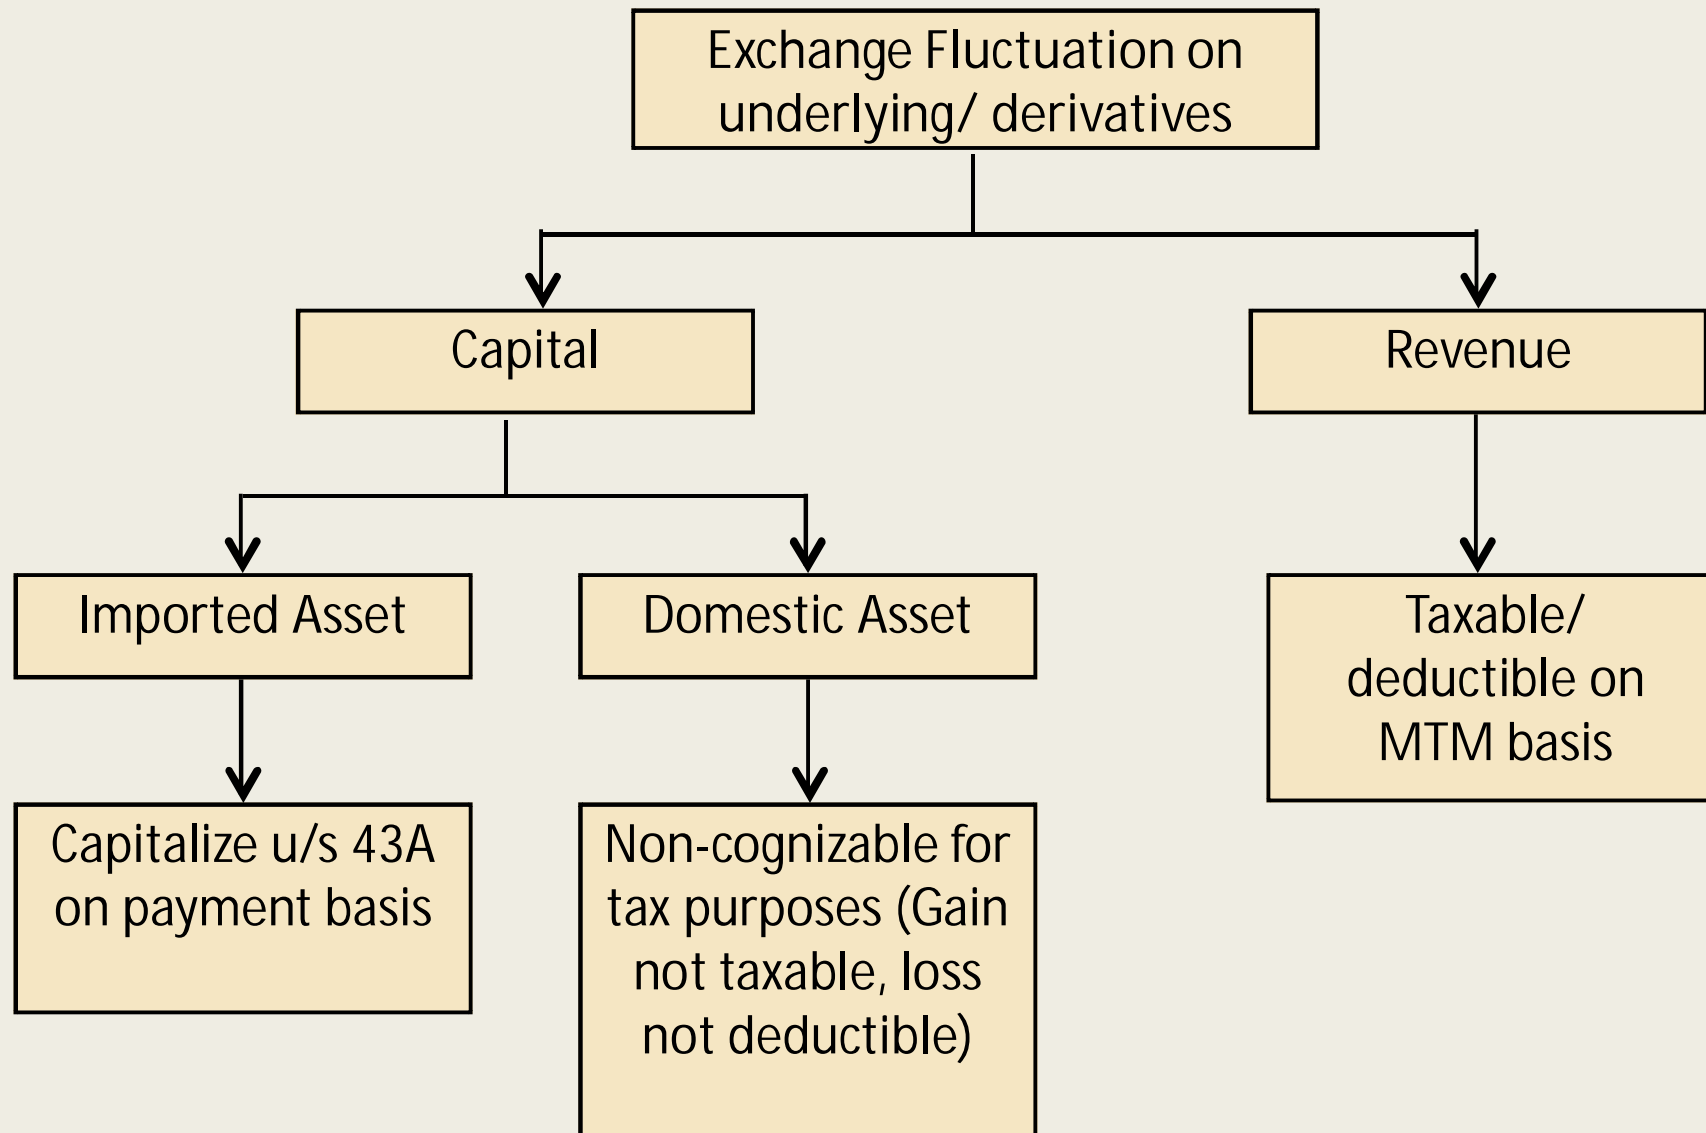 Exchange Fluctuation on
underlying/ derivatives
Capital
Revenue
Imported Asset
Domestic Asset
Taxable/
deductible on
MTM basis
Capitalize u/s 43A
on payment basis
Non-cognizable for
tax purposes (Gain
not taxable, loss
not deductible)